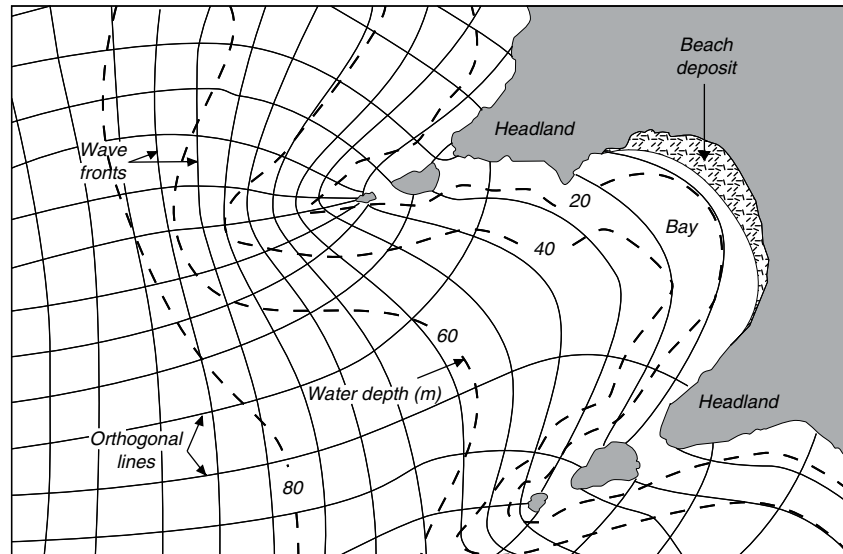 Beach
deposit
Headland
Wave
fronts
20
Bay
40
60
Water depth (m)
Headland
Orthogonal
lines
80